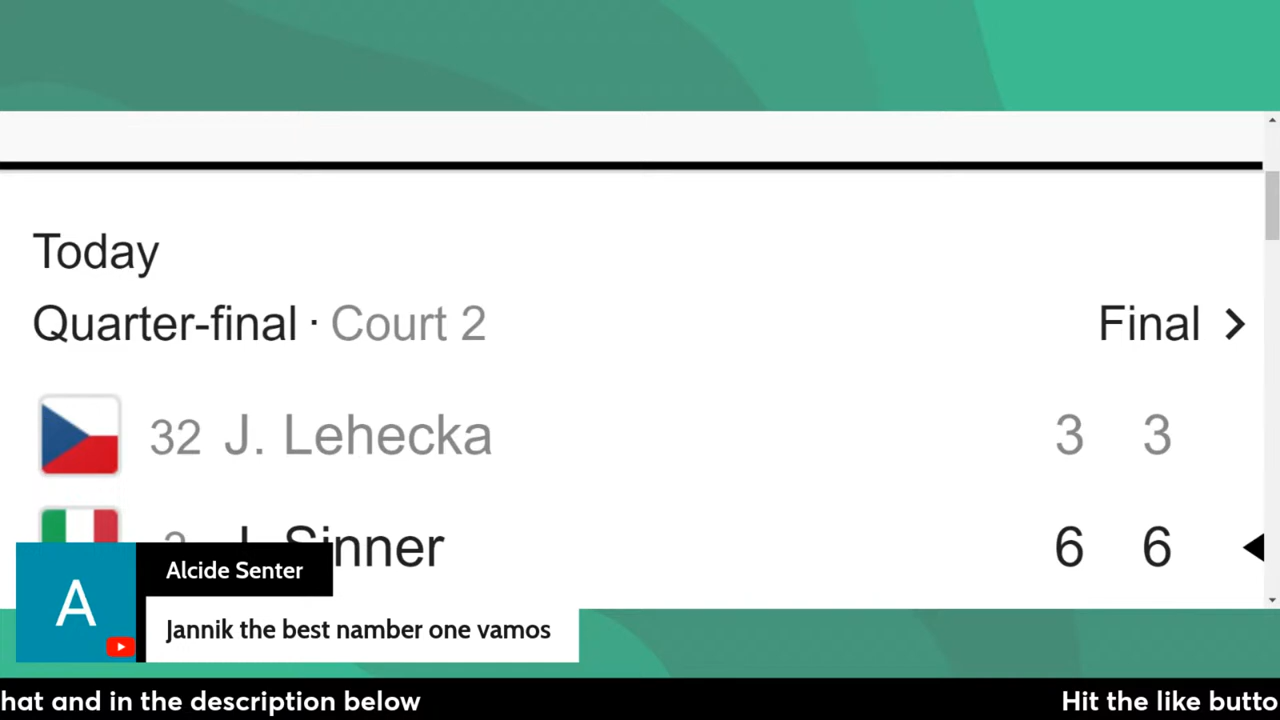 Today
Quarter-final · Court 2 Final
32 J. Lehecka 3 3
J. Sinner 6 6
A Alcide Senter
Jannik the best namber one vamos
hat and in the description below Hit the like butto